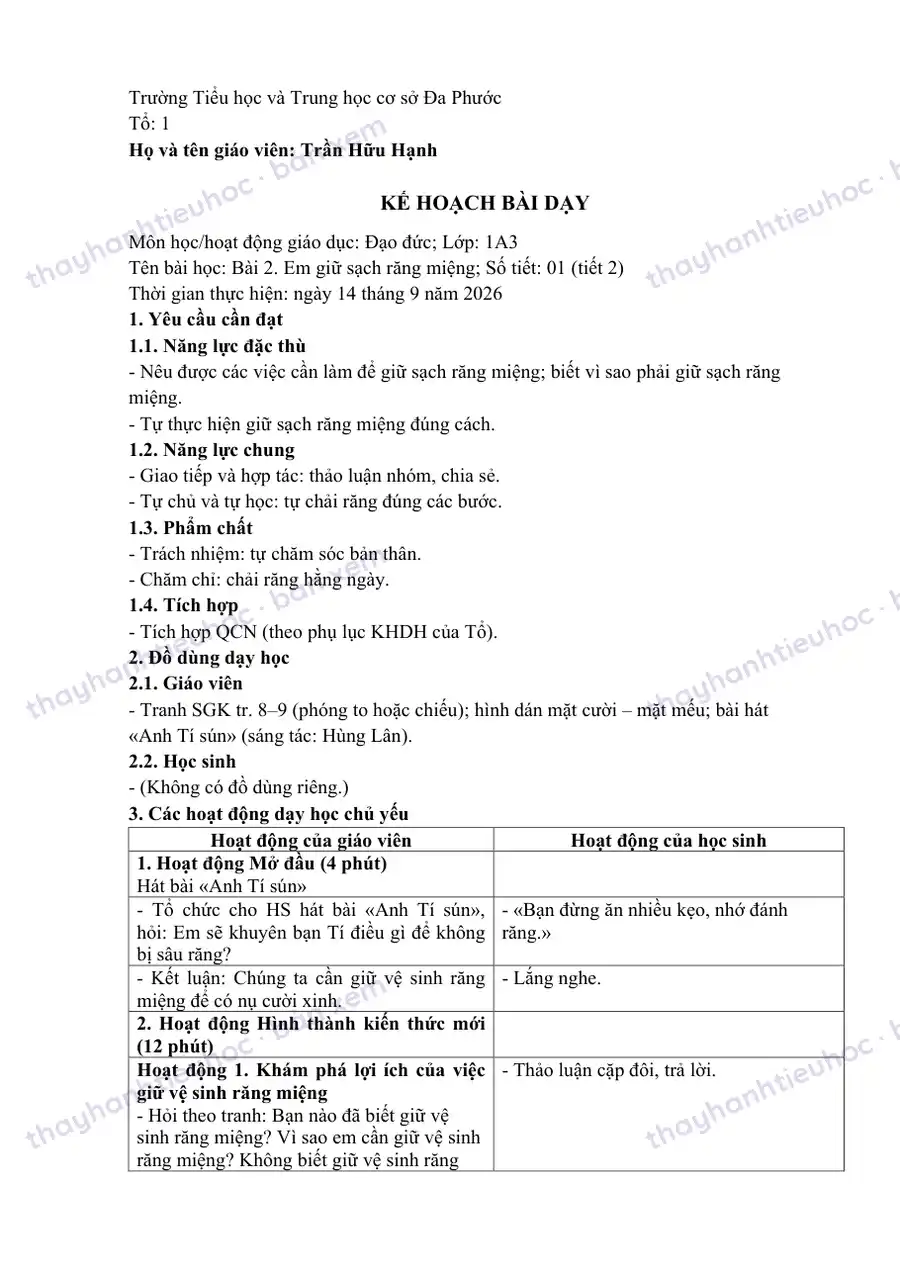 Trường Tiểu học và Trung học cơ sở Đa Phước
Tổ: 1
Họ và tên giáo viên: Trần Hữu Hạnh
KẾ HOẠCH BÀI DẠY
Môn học/hoạt động giáo dục: Đạo đức; Lớp: 1A3
Tên bài học: Bài 2. Em giữ sạch răng miệng; Số tiết: 01 (tiết 2)
Thời gian thực hiện: ngày 14 tháng 9 năm 2026
1. Yêu cầu cần đạt
1.1. Năng lực đặc thù
- Nêu được các việc cần làm để giữ sạch răng miệng; biết vì sao phải giữ sạch răng
miệng.
- Tự thực hiện giữ sạch răng miệng đúng cách.
1.2. Năng lực chung
- Giao tiếp và hợp tác: thảo luận nhóm, chia sẻ.
- Tự chủ và tự học: tự chải răng đúng các bước.
1.3. Phẩm chất
- Trách nhiệm: tự chăm sóc bản thân.
- Chăm chỉ: chải răng hằng ngày.
1.4. Tích hợp
- Tích hợp QCN (theo phụ lục KHDH của Tổ).
2. Đồ dùng dạy học
2.1. Giáo viên
- Tranh SGK tr. 8–9 (phóng to hoặc chiếu); hình dán mặt cười – mặt mếu; bài hát
«Anh Tí sún» (sáng tác: Hùng Lân).
2.2. Học sinh
- (Không có đồ dùng riêng.)
3. Các hoạt động dạy học chủ yếu
Hoạt động của giáo viên
Hoạt động của học sinh
1. Hoạt động Mở đầu (4 phút)
Hát bài «Anh Tí sún»
- Tổ chức cho HS hát bài «Anh Tí sún»,
hỏi: Em sẽ khuyên bạn Tí điều gì để không
bị sâu răng?
- «Bạn đừng ăn nhiều kẹo, nhớ đánh
răng.»
- Kết luận: Chúng ta cần giữ vệ sinh răng
miệng để có nụ cười xinh.
- Lắng nghe.
2. Hoạt động Hình thành kiến thức mới
(12 phút)
Hoạt động 1. Khám phá lợi ích của việc
giữ vệ sinh răng miệng
- Hỏi theo tranh: Bạn nào đã biết giữ vệ
sinh răng miệng? Vì sao em cần giữ vệ sinh
răng miệng? Không biết giữ vệ sinh răng
- Thảo luận cặp đôi, trả lời.
thayhanhtieuhoc · bản xem
thayhanhtieuhoc · b
thayhanhtieuhoc · bản xem
thayhanhtieuhoc · b
thayhanhtieuhoc · bản xem
thayhanhtieuhoc · b